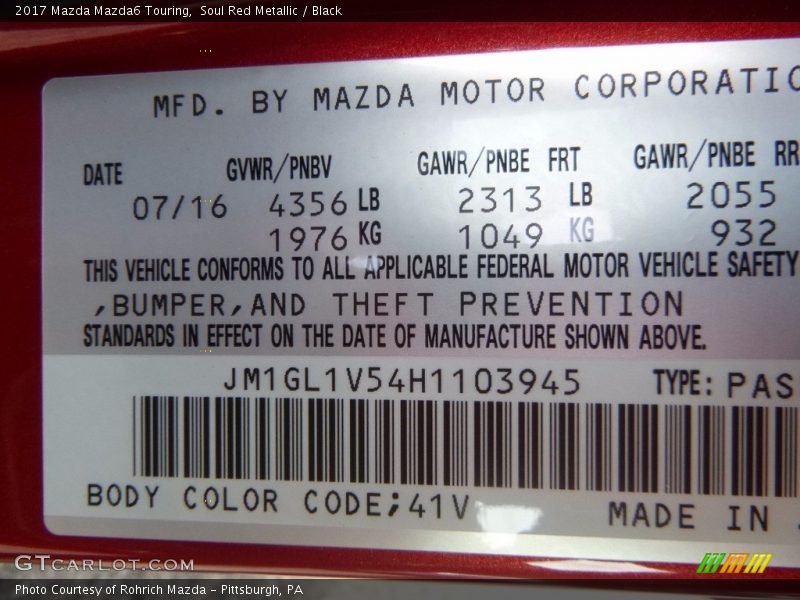 2017 Mazda Mazda6 Touring, Soul Red Metallic / Black
MFD. BY MAZDA MOTOR CORPORATIO
DATE GVWR/PNBV GAWR/PNBE FRT GAWR/PNBE RR
07/16 4356 LB 2313 LB 2055
1976 KG 1049 KG 932
THIS VEHICLE CONFORMS TO ALL APPLICABLE FEDERAL MOTOR VEHICLE SAFETY
,BUMPER,AND THEFT PREVENTION
STANDARDS IN EFFECT ON THE DATE OF MANUFACTURE SHOWN ABOVE.
JM1GL1V54H1103945 TYPE: PAS
BODY COLOR CODE;41V MADE IN
GTCARLOT.COM
Photo Courtesy of Rohrich Mazda - Pittsburgh, PA